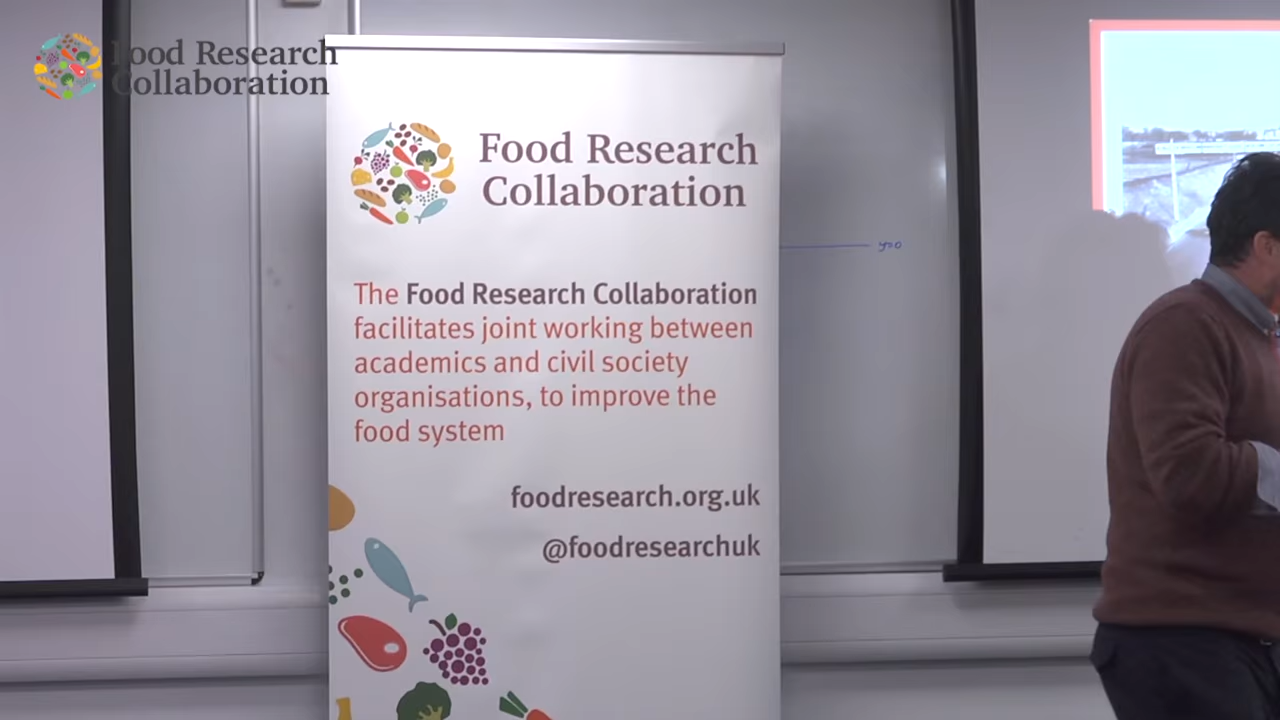 Food Research
Collaboration
Food Research
Collaboration
The Food Research Collaboration
facilitates joint working between
academics and civil society
organisations, to improve the
food system
foodresearch.org.uk
@foodresearchuk